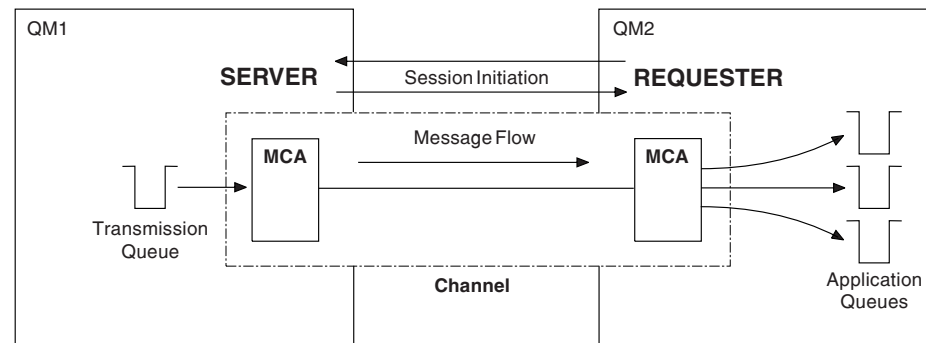 QM1
QM2
SERVER
Session Initiation
REQUESTER
Message Flow
MCA
MCA
Transmission
Queue
Channel
Application
Queues